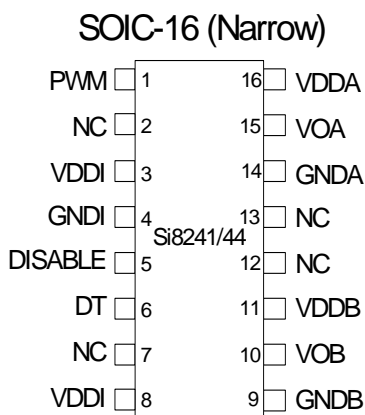 SOIC-16 (Narrow)
PWM 1 16 VDDA
NC 2 15 VOA
VDDI 3 14 GNDA
GNDI 4 13 NC
Si8241/44
DISABLE 5 12 NC
DT 6 11 VDDB
NC 7 10 VOB
VDDI 8 9 GNDB